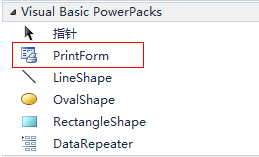 Visual Basic PowerPacks
指针
PrintForm
LineShape
OvalShape
RectangleShape
DataRepeater